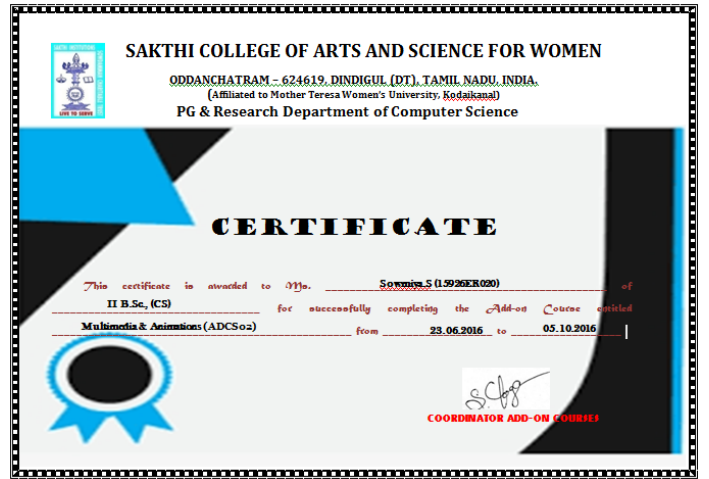 SAKTHI COLLEGE OF ARTS AND SCIENCE FOR WOMEN
ODDANCHATRAM – 624619, DINDIGUL (DT), TAMIL NADU, INDIA.
(Affiliated to Mother Teresa Women's University, Kodaikanal)
PG & Research Department of Computer Science
LIVE TO SERVE
CERTIFICATE
This certificate is awarded to Ms. Sowmiya.S (15926ER020) of
II B.Sc., (CS) for successfully completing the Add-on Course entitled
Multimedia & Animations (ADCS02) from 23.06.2016 to 05.10.2016
COORDINATOR ADD-ON COURSES